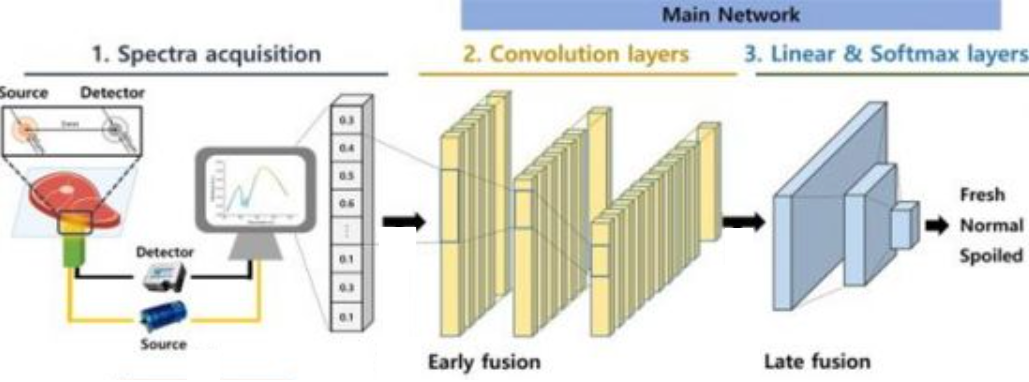 Main Network
1. Spectra acquisition
2. Convolution layers
3. Linear & Softmax layers
Source
Detector
0.3
0.4
0.5
0.6
⋮
0.1
0.3
0.1
Detector
Source
Fresh
Normal
Spoiled
Early fusion
Late fusion